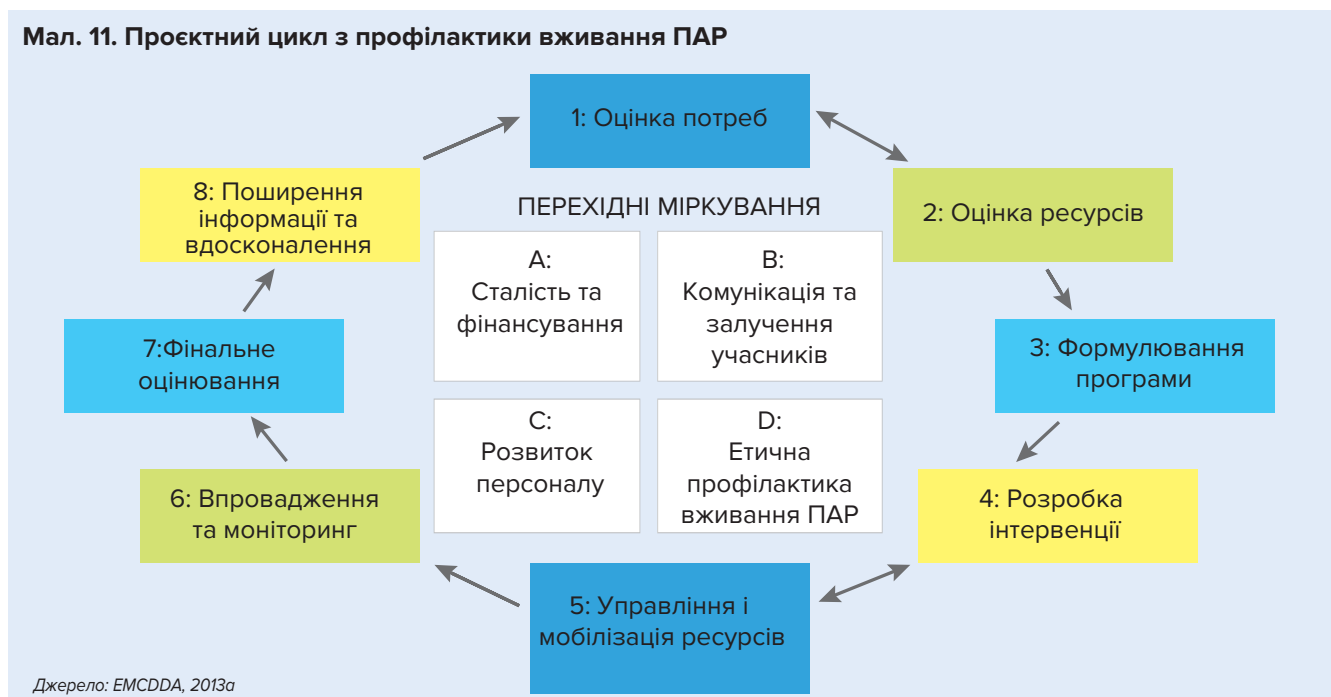 Мал. 11. Проєктний цикл з профілактики вживання ПАР
1: Оцінка потреб
2: Оцінка ресурсів
3: Формулювання
програми
4: Розробка
інтервенції
5: Управління і
мобілізація ресурсів
6: Впровадження
та моніторинг
7:Фінальне
оцінювання
8: Поширення
інформації та
вдосконалення
ПЕРЕХІДНІ МІРКУВАННЯ
A:
Сталість та
фінансування
B:
Комунікація та
залучення
учасників
C:
Розвиток
персоналу
D:
Етична
профілактика
вживання ПАР
Джерело: EMCDDA, 2013a